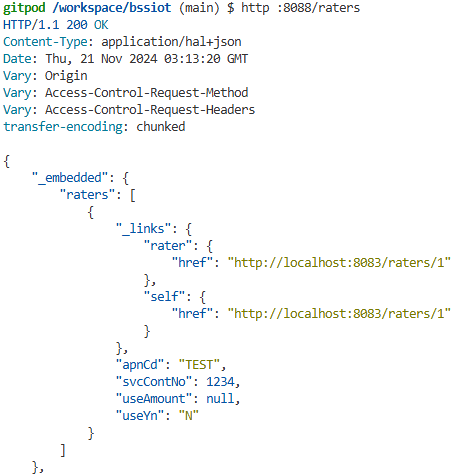 gitpod /workspace/bssiot (main) $ http :8088/raters
HTTP/1.1 200 OK
Content-Type: application/hal+json
Date: Thu, 21 Nov 2024 03:13:20 GMT
Vary: Origin
Vary: Access-Control-Request-Method
Vary: Access-Control-Request-Headers
transfer-encoding: chunked

{
    "_embedded": {
        "raters": [
            {
                "_links": {
                    "rater": {
                        "href": "http://localhost:8083/raters/1"
                    },
                    "self": {
                        "href": "http://localhost:8083/raters/1"
                    }
                },
                "apnCd": "TEST",
                "svcContNo": 1234,
                "useAmount": null,
                "useYn": "N"
            }
        ]
    },